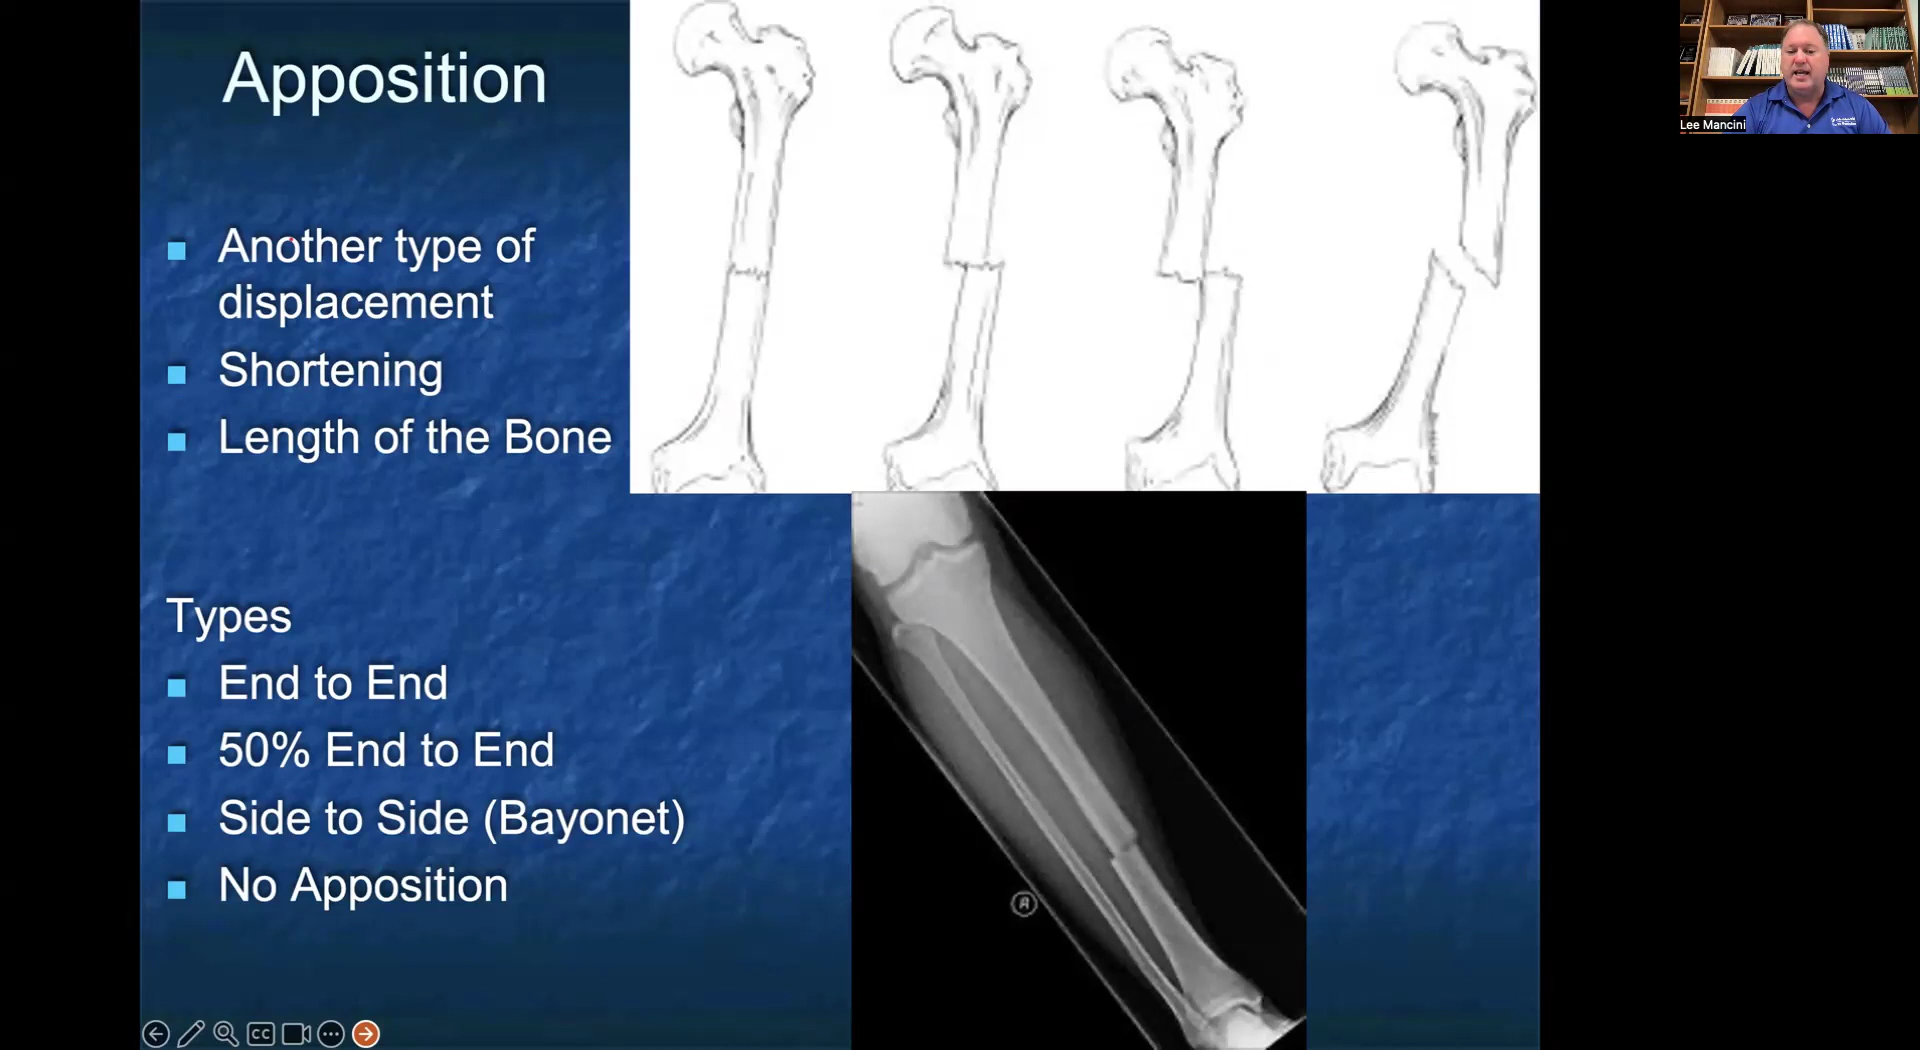 Apposition
Another type of
displacement
Shortening
Length of the Bone
Types
End to End
50% End to End
Side to Side (Bayonet)
No Apposition
CC
Lee Mancini